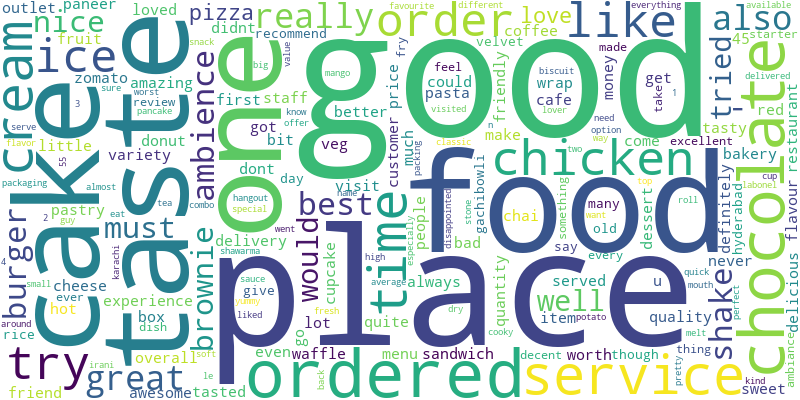 good
place
food
cake
taste
one
chocolate
service
ordered
chicken
order
like
time
cream
ice
try
best
well
really
also
nice
great
must
would
burger
brownie
ambience
shake
tried
pizza
love
outlet
paneer
loved
fruit
zomato
amazing
sure
worst
review
pancake
serve
3
flavor
little
55
donut
variety
pastry
2
guy
packaging
almost
eat
tea
name
cheese
ever
experience
karachi
4
small
hot
box
dish
around
rice
irani
overall
friend
awesome
tasted
le
soft
combo
snack
didnt
recommend
big
value
first
staff
know
offer
better
got
bit
dont
day
visit
hangout
special
went
delivery
shawarma
cupcake
sauce
give
yummy
liked
fresh
high
average
lot
go
even
waffle
back
quite
menu
sandwich
mango
veg
customer
price
fry
much
packing
people
especially
always
bad
disappointed
favourite
different
coffee
everything
velvet
feel
could
pasta
visited
friendly
wrap
biscuit
cafe
lover
money
made
get
take
1
need
option
way
n
make
classic
come
two
excellent
gachibowli
chai
stone
many
want
old
top
roll
something
dessert
say
every
dry
quantity
served
item
potato
cooky
decent
worth
though
u
quality
thing
pretty
melt
quick
mouth
never
definitely
hyderabad
perfect
sweet
kind
tasty
bakery
red
45
starter
available
delivered
restaurant
cup
labonel
flavour
delicious
ambiance